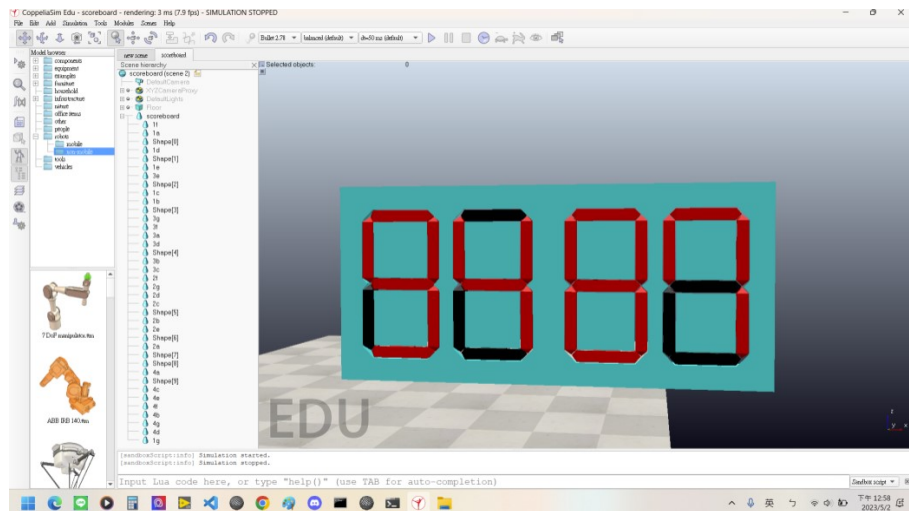 CoppeliaSim Edu - scoreboard - rendering: 3 ms (7.9 fps) - SIMULATION STOPPED
File Edit Add Simulation Tools Modules Scenes Help
Bullet 2.78 balanced (default) dt=50 ms (default)
Model browser
components
equipment
examples
furniture
household
infrastructure
nature
office items
other
people
robots
mobile
non-mobile
tools
vehicles
7 DoF manipulator.ttm
ABB IRB 140.ttm
new scene scoreboard
Scene hierarchy
scoreboard (scene 2)
DefaultCamera
XYZCameraProxy
DefaultLights
Floor
scoreboard
1f
1a
Shape[0]
1d
Shape[1]
1e
3e
Shape[2]
1c
1b
Shape[3]
3g
3f
3a
3d
Shape[4]
3b
3c
2f
2g
2d
2c
Shape[5]
2b
2e
Shape[6]
2a
Shape[7]
Shape[8]
4a
Shape[9]
4c
4e
4f
4b
4g
4d
1g
Selected objects: 0
9 4 8
EDU
z
y x
[sandboxScript:info] Simulation started.
[sandboxScript:info] Simulation stopped.
Input Lua code here, or type "help()" (use TAB for auto-completion)
Sandbox script
英
下午 12:58
2023/5/2